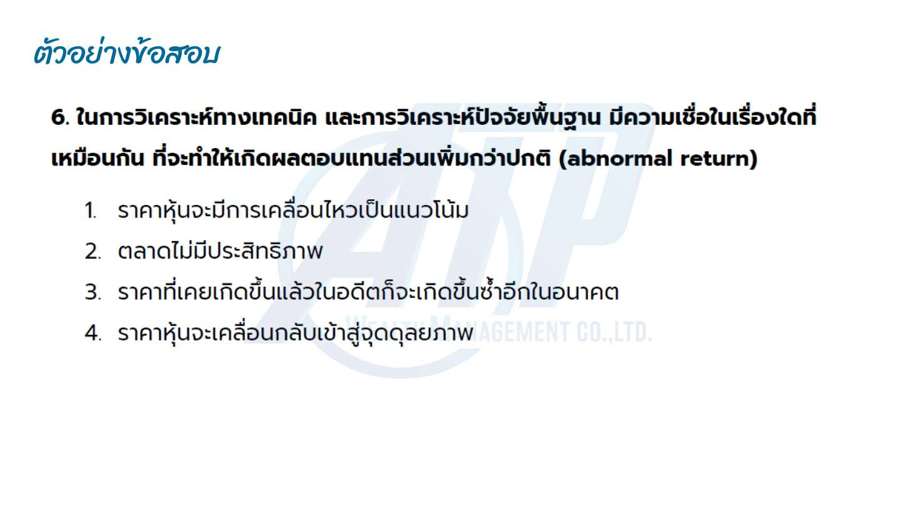 ตัวอย่างข้อสอบ
6. ในการวิเคราะห์ทางเทคนิค และการวิเคราะห์ปัจจัยพื้นฐาน มีความเชื่อในเรื่องใดที่
เหมือนกัน ที่จะทำให้เกิดผลตอบแทนส่วนเพิ่มกว่าปกติ (abnormal return)
1. ราคาหุ้นจะมีการเคลื่อนไหวเป็นแนวโน้ม
2. ตลาดไม่มีประสิทธิภาพ
3. ราคาที่เคยเกิดขึ้นแล้วในอดีตก็จะเกิดขึ้นซ้ำอีกในอนาคต
4. ราคาหุ้นจะเคลื่อนกลับเข้าสู่จุดดุลยภาพ
ATP
WEALTH MANAGEMENT CO.,LTD.